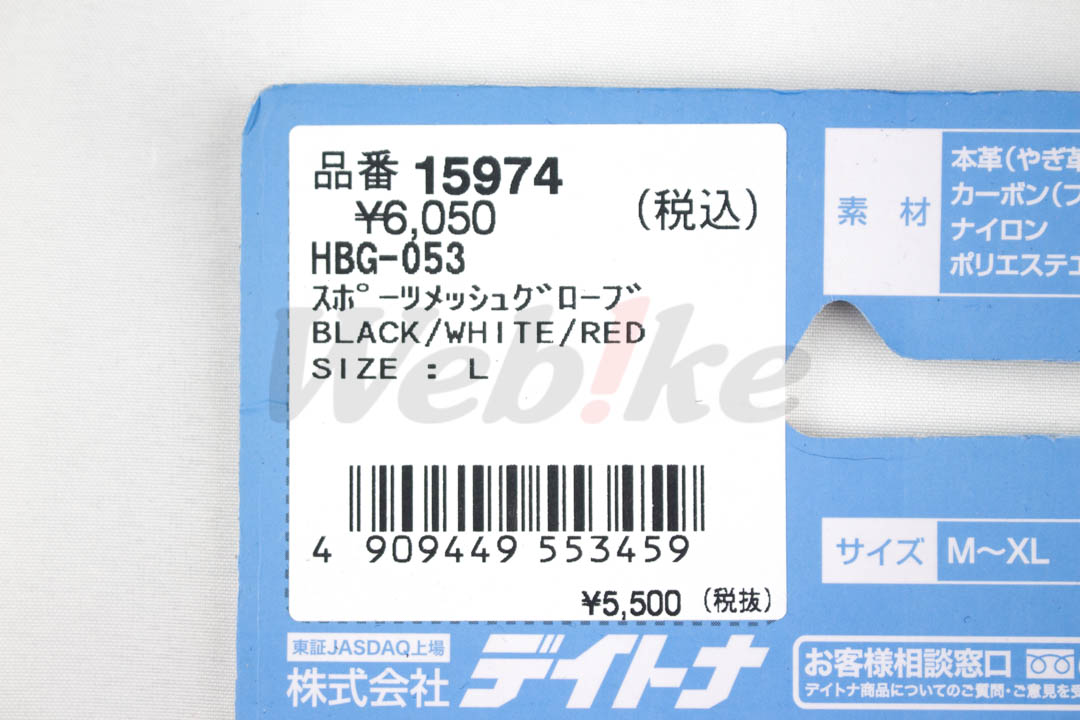 品番 15974
¥6,050 (税込)
HBG-053
ｽﾎﾟｰﾂﾒｯｼｭｸﾞﾛｰﾌﾞ
BLACK/WHITE/RED
SIZE : L
Web!ke
4 909449 553459
¥5,500 (税抜)
東証JASDAQ上場
株式会社デイトナ
素材
本革(やぎ革
カーボン(
ナイロン
ポリエステ
サイズ M〜XL
お客様相談窓口
デイトナ商品についてのご質問・ご意見を